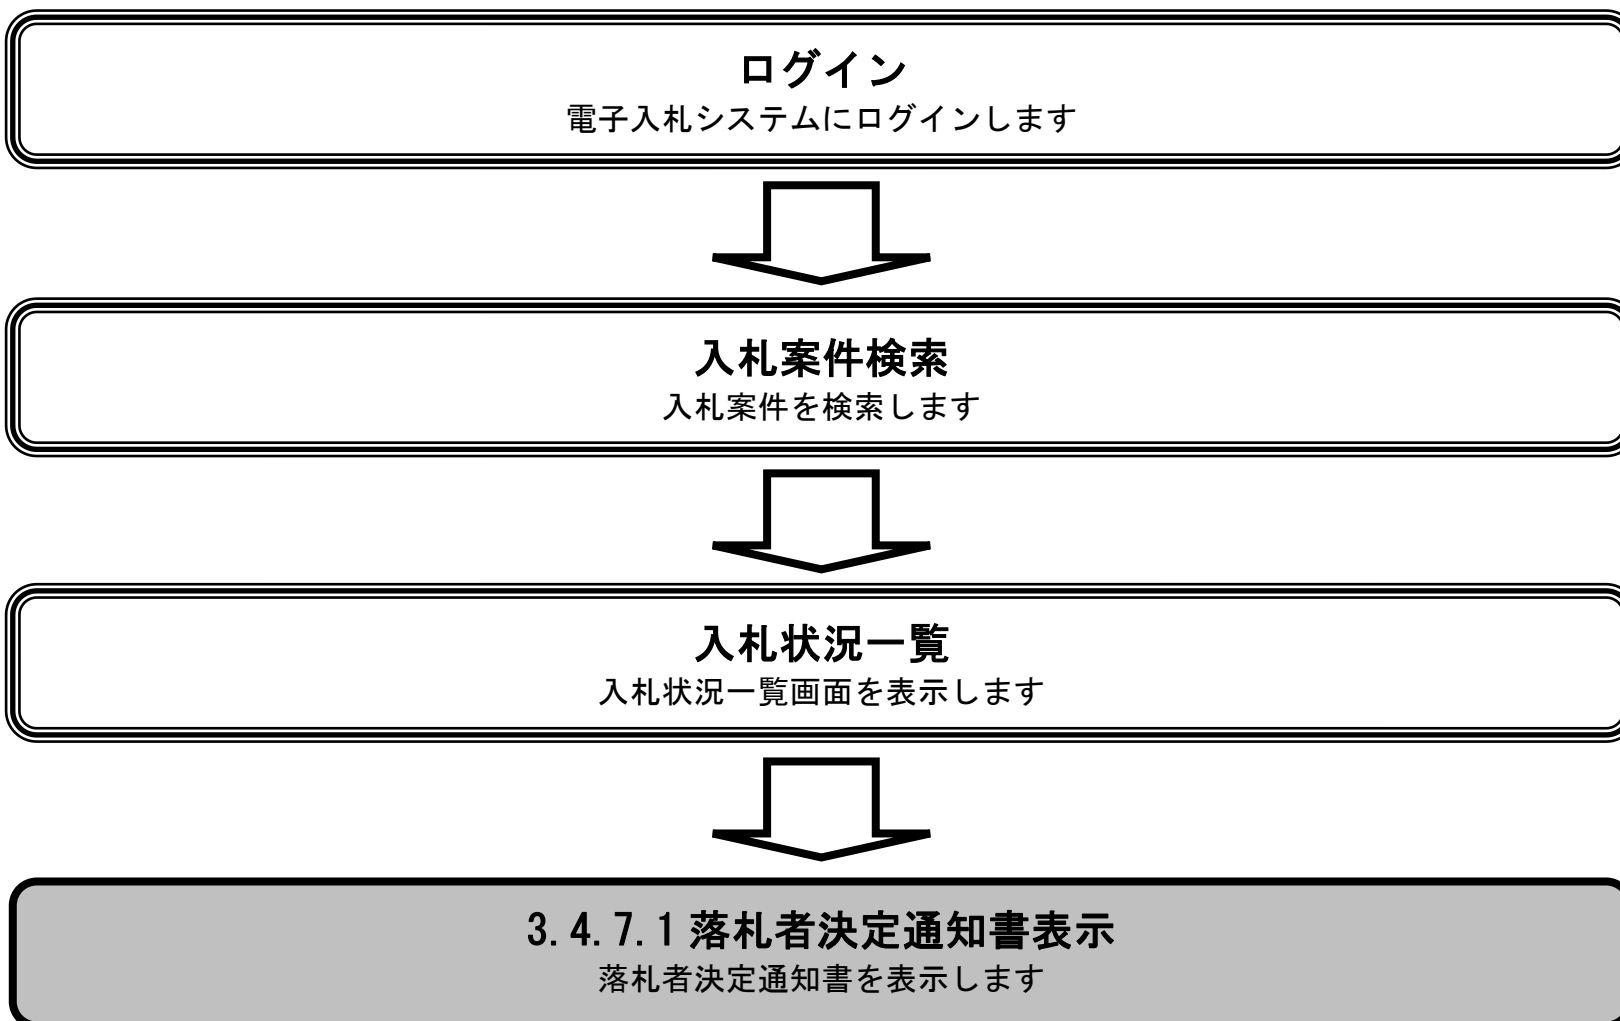 ログイン
電子入札システムにログインします
入札案件検索
入札案件を検索します
入札状況一覧
入札状況一覧画面を表示します
3.4.7.1 落札者決定通知書表示
落札者決定通知書を表示します